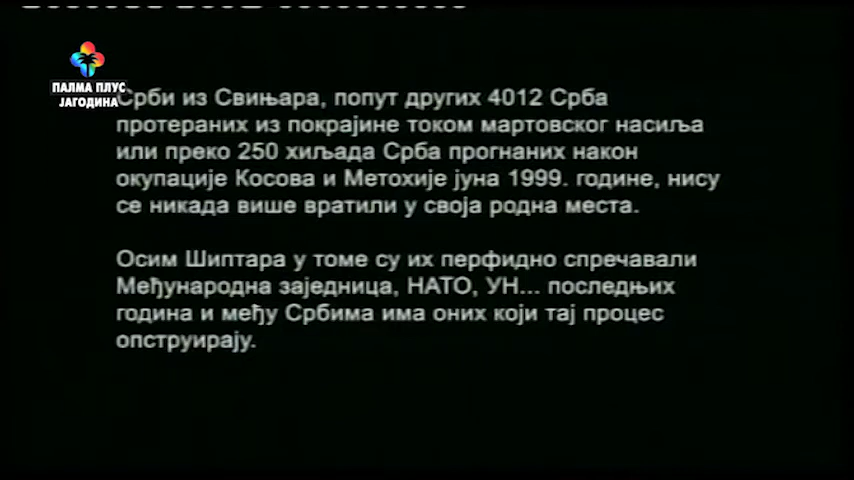 ПАЛМА ПЛУС
ЈАГОДИНА
Срби из Свињара, попут других 4012 Срба
протераних из покрајине током мартовског насиља
или преко 250 хиљада Срба прогнаних након
окупације Косова и Метохије јуна 1999. године, нису
се никада више вратили у своја родна места.
Осим Шиптара у томе су их перфидно спречавали
Међународна заједница, НАТО, УН... последњих
година и међу Србима има оних који тај процес
опструирају.